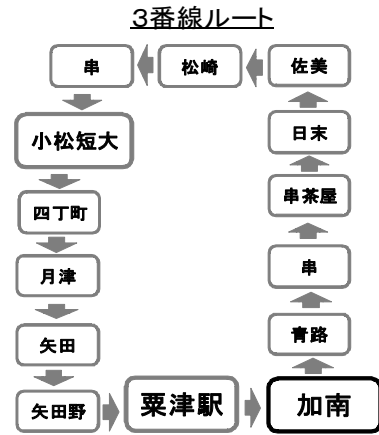 ３番線ルート
串 松崎 佐美
小松短大 日末
四丁町 串茶屋
月津 串
矢田 青路
矢田野 粟津駅 加南